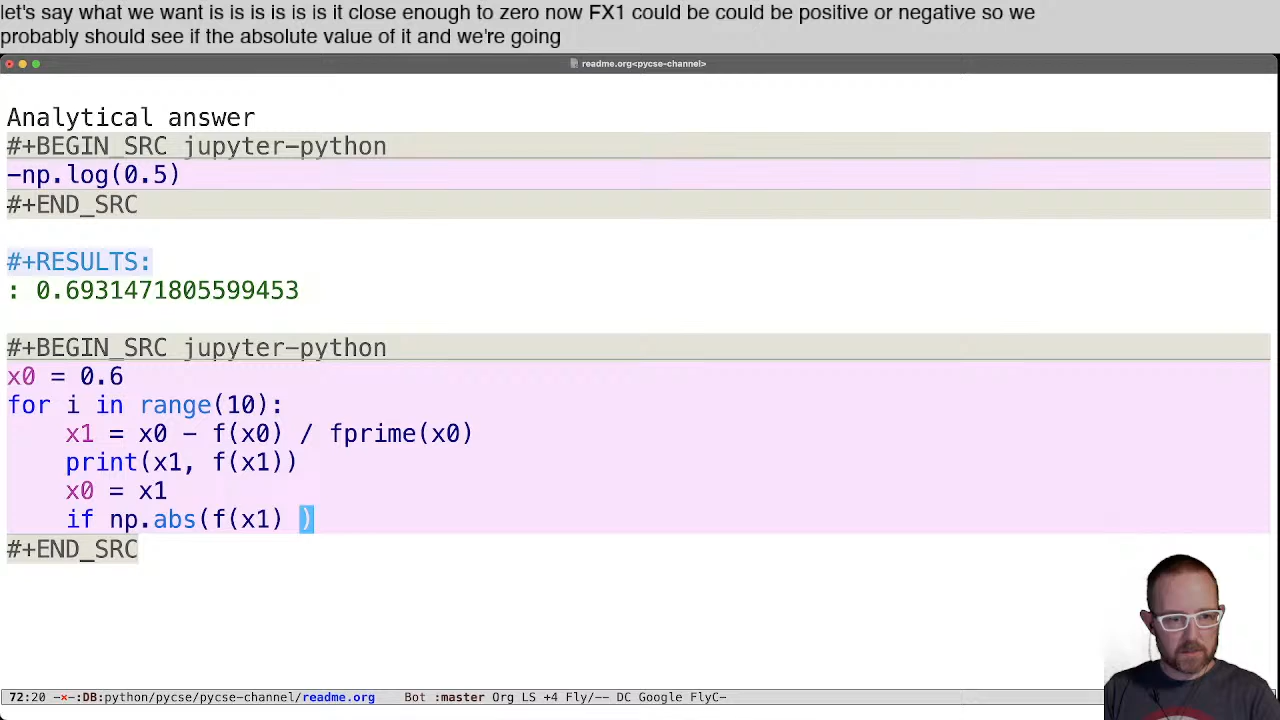 let's say what we want is is is is is is it close enough to zero now FX1 could be could be positive or negative so we
probably should see if the absolute value of it and we're going
readme.org<pycse-channel>
Analytical answer
#+BEGIN_SRC jupyter-python
-np.log(0.5)
#+END_SRC
#+RESULTS:
: 0.6931471805599453
#+BEGIN_SRC jupyter-python
x0 = 0.6
for i in range(10):
    x1 = x0 - f(x0) / fprime(x0)
    print(x1, f(x1))
    x0 = x1
    if np.abs(f(x1) )
#+END_SRC
72:20 -x-:DB:python/pycse/pycse-channel/readme.org Bot :master Org LS +4 Fly/-- DC Google FlyC-